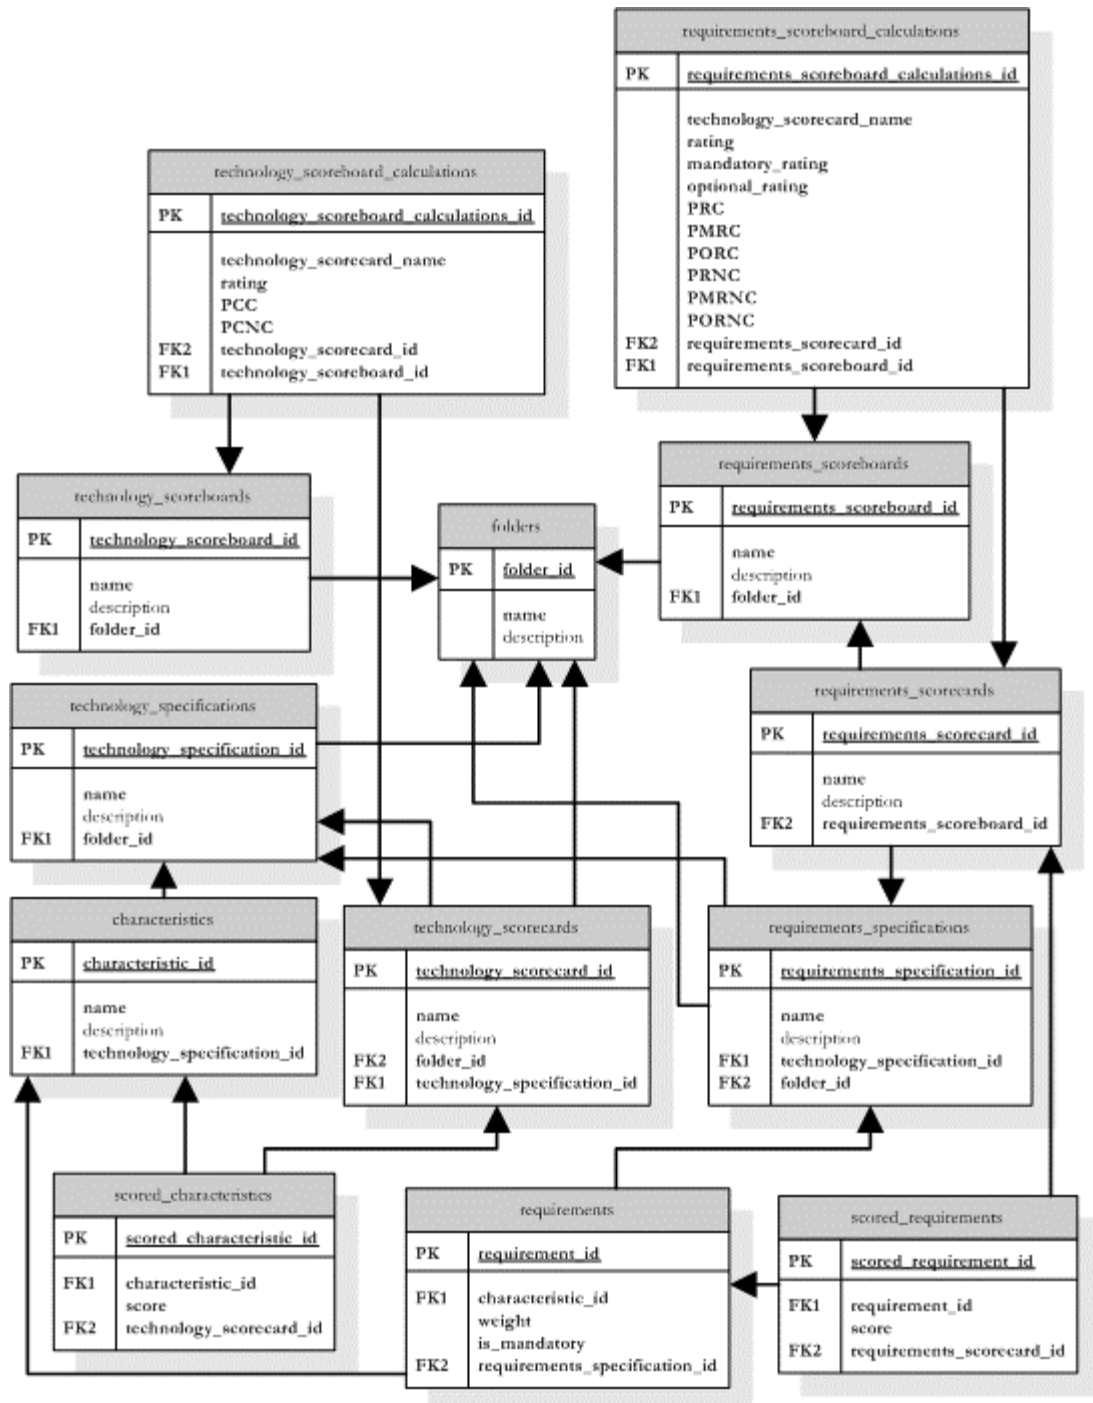 requirements_scoreboard_calculations
PK requirements_scoreboard_calculations_id
technology_scorecard_name
rating
mandatory_rating
optional_rating
PRC
PMRC
PORC
PRNC
PMRNC
PORNC
FK2 requirements_scorecard_id
FK1 requirements_scoreboard_id
technology_scoreboard_calculations
PK technology_scoreboard_calculations_id
technology_scorecard_name
rating
PCC
PCNC
FK2 technology_scorecard_id
FK1 technology_scoreboard_id
technology_scoreboards
PK technology_scoreboard_id
name
description
FK1 folder_id
folders
PK folder_id
name
description
requirements_scoreboards
PK requirements_scoreboard_id
name
description
FK1 folder_id
technology_specifications
PK technology_specification_id
name
description
FK1 folder_id
requirements_scorecards
PK requirements_scorecard_id
name
description
FK2 requirements_scoreboard_id
characteristics
PK characteristic_id
name
description
FK1 technology_specification_id
technology_scorecards
PK technology_scorecard_id
name
description
FK2 folder_id
FK1 technology_specification_id
requirements_specifications
PK requirements_specification_id
name
description
FK1 technology_specification_id
FK2 folder_id
scored_characteristics
PK scored_characteristic_id
FK1 characteristic_id
score
FK2 technology_scorecard_id
requirements
PK requirement_id
FK1 characteristic_id
weight
is_mandatory
FK2 requirements_specification_id
scored_requirements
PK scored_requirement_id
FK1 requirement_id
score
FK2 requirements_scorecard_id